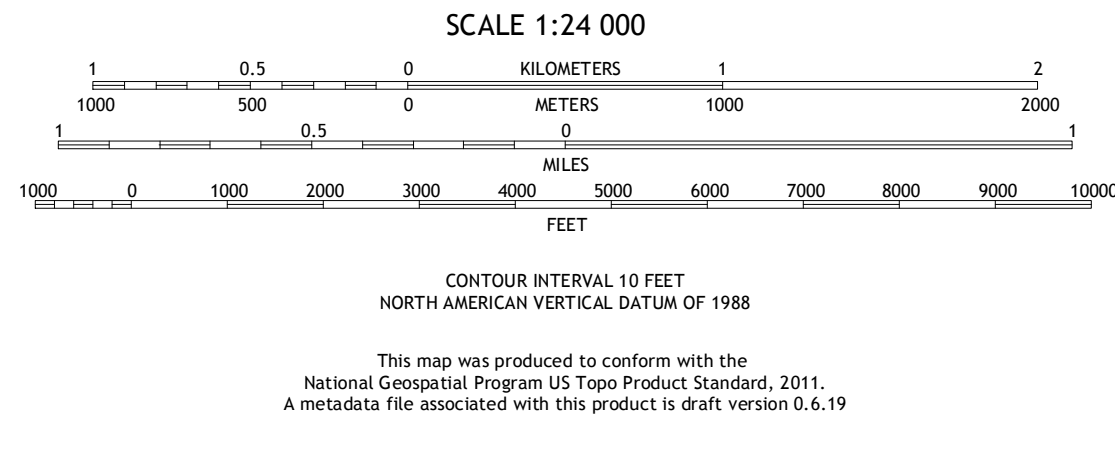 SCALE 1:24 000
1 0.5 0 KILOMETERS 1 2
1000 500 0 METERS 1000 2000
1 0.5 0 1
MILES
1000 0 1000 2000 3000 4000 5000 6000 7000 8000 9000 10000
FEET
CONTOUR INTERVAL 10 FEET
NORTH AMERICAN VERTICAL DATUM OF 1988
This map was produced to conform with the
National Geospatial Program US Topo Product Standard, 2011.
A metadata file associated with this product is draft version 0.6.19